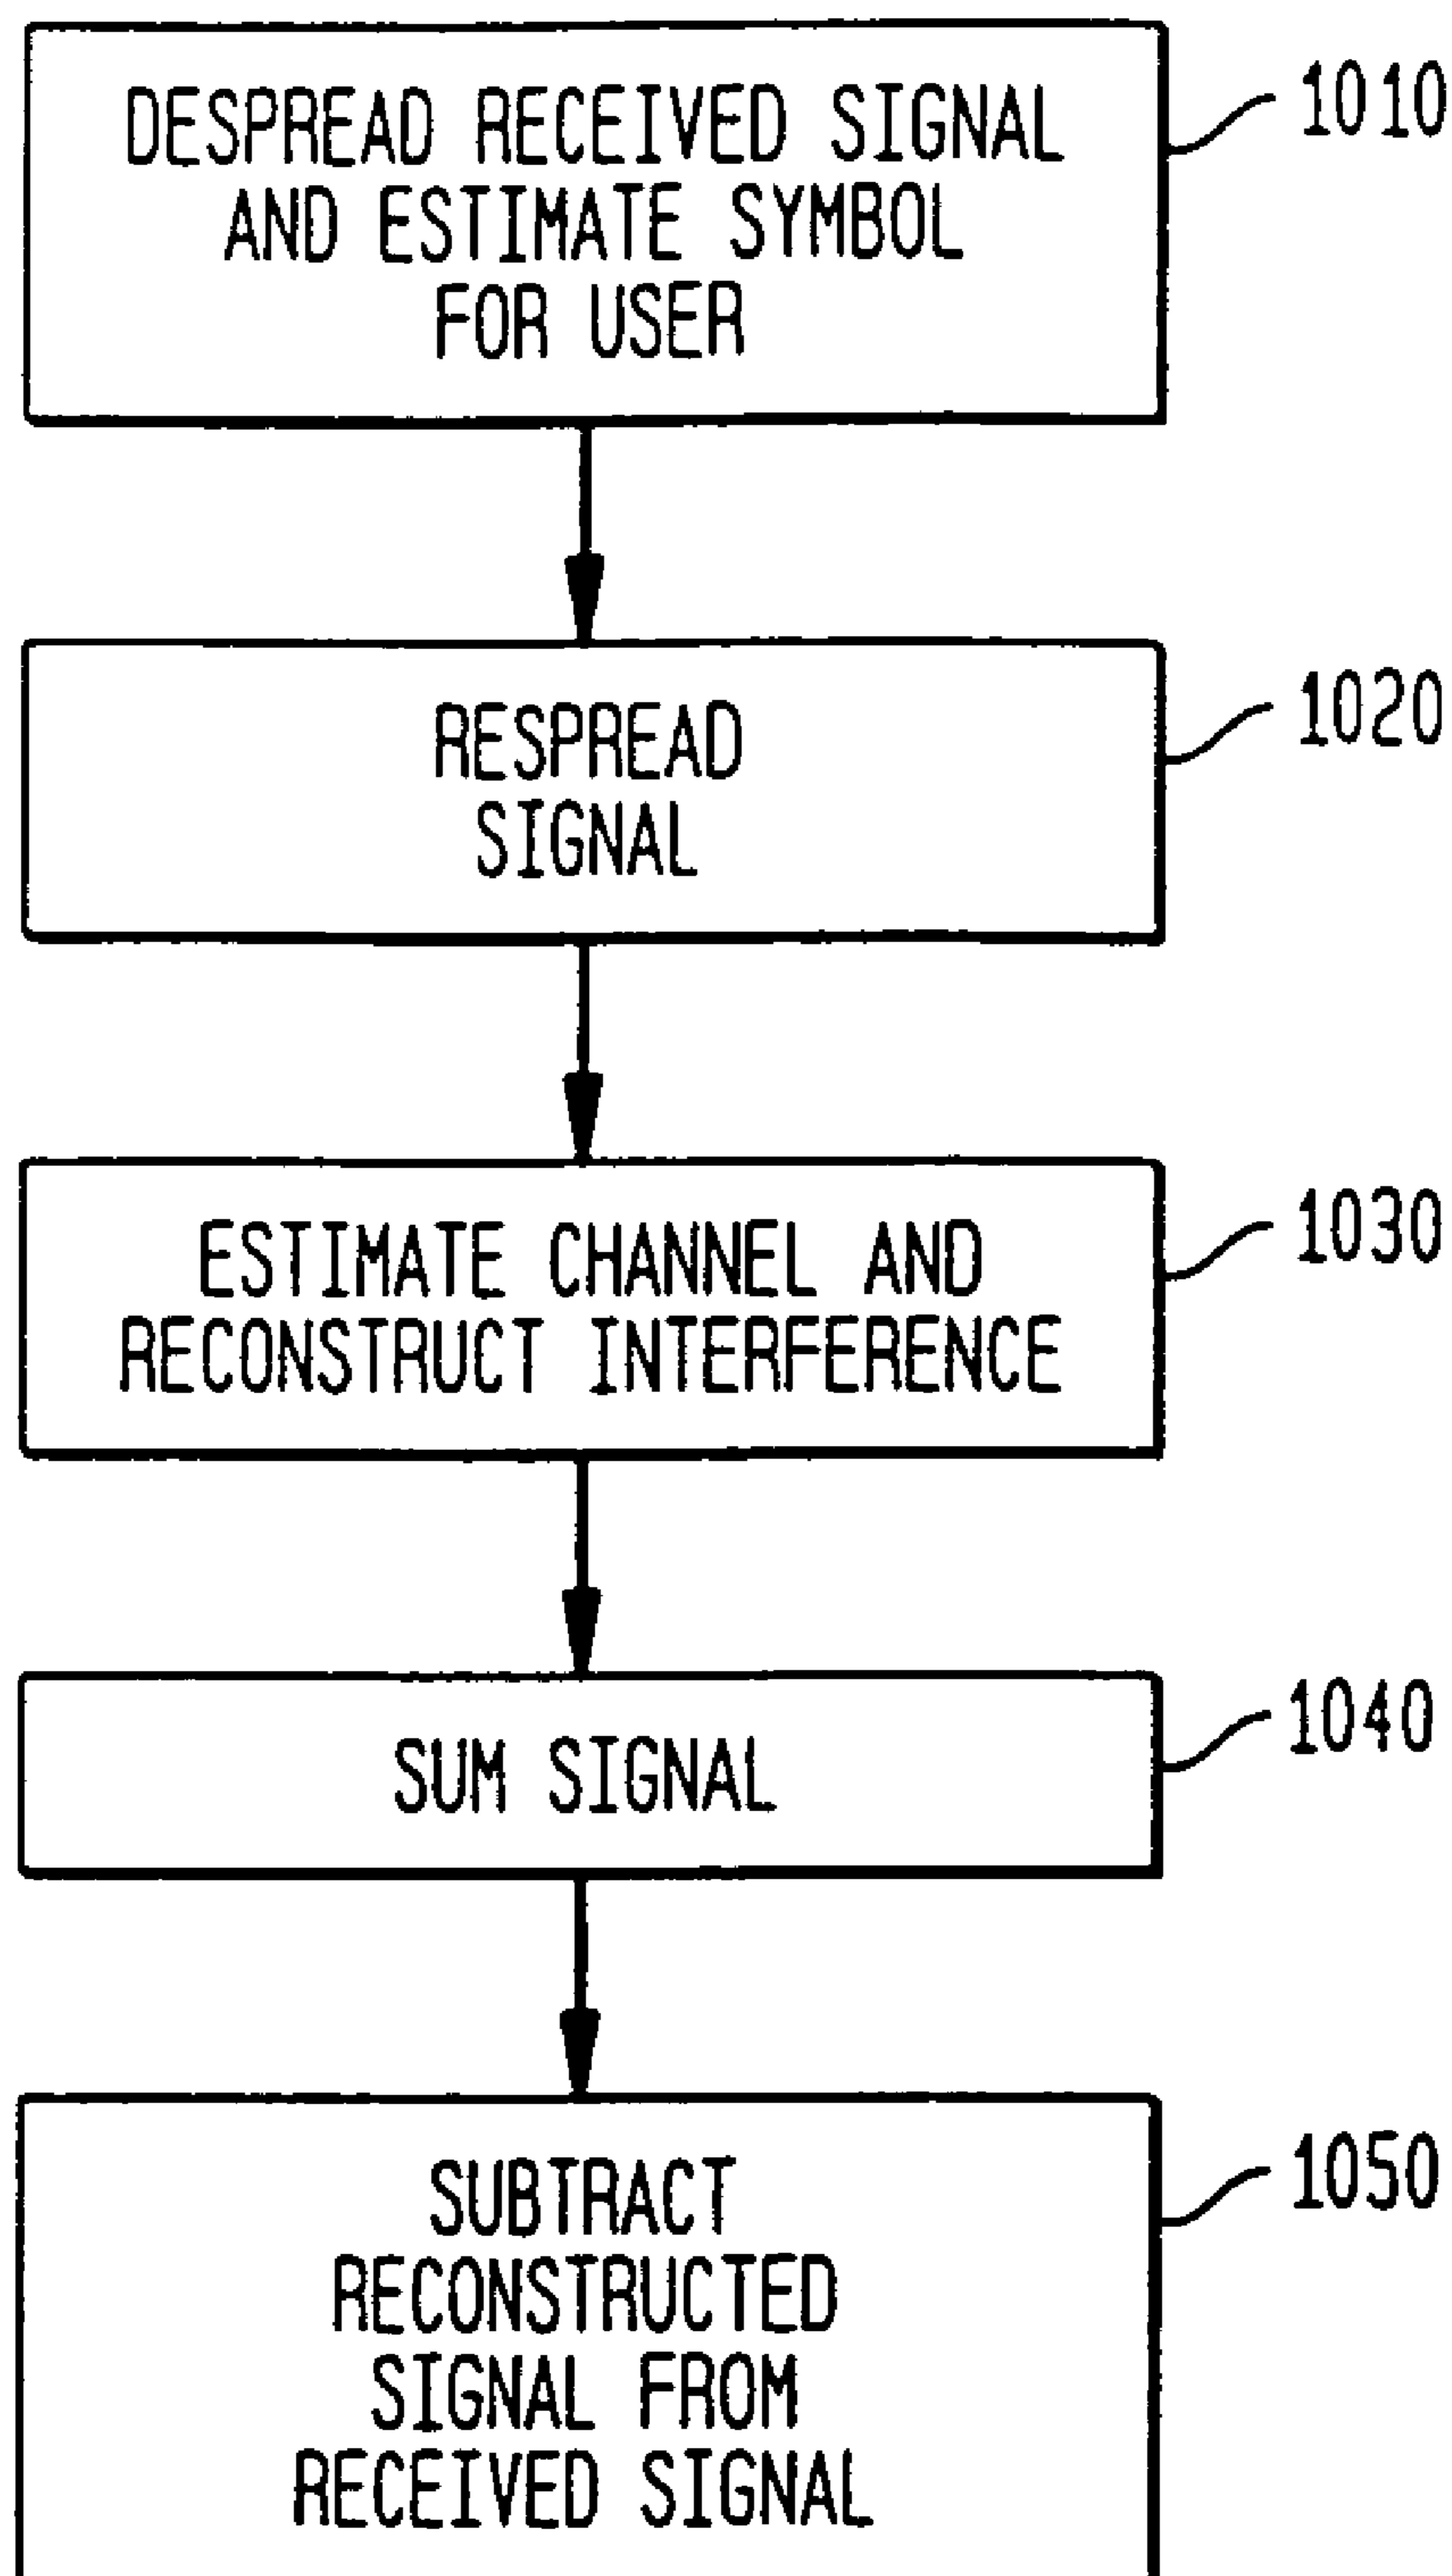 DESPREAD RECEIVED SIGNAL
AND ESTIMATE SYMBOL
FOR USER
1010
RESPREAD
SIGNAL
1020
ESTIMATE CHANNEL AND
RECONSTRUCT INTERFERENCE
1030
SUM SIGNAL
1040
SUBTRACT
RECONSTRUCTED
SIGNAL FROM
RECEIVED SIGNAL
1050